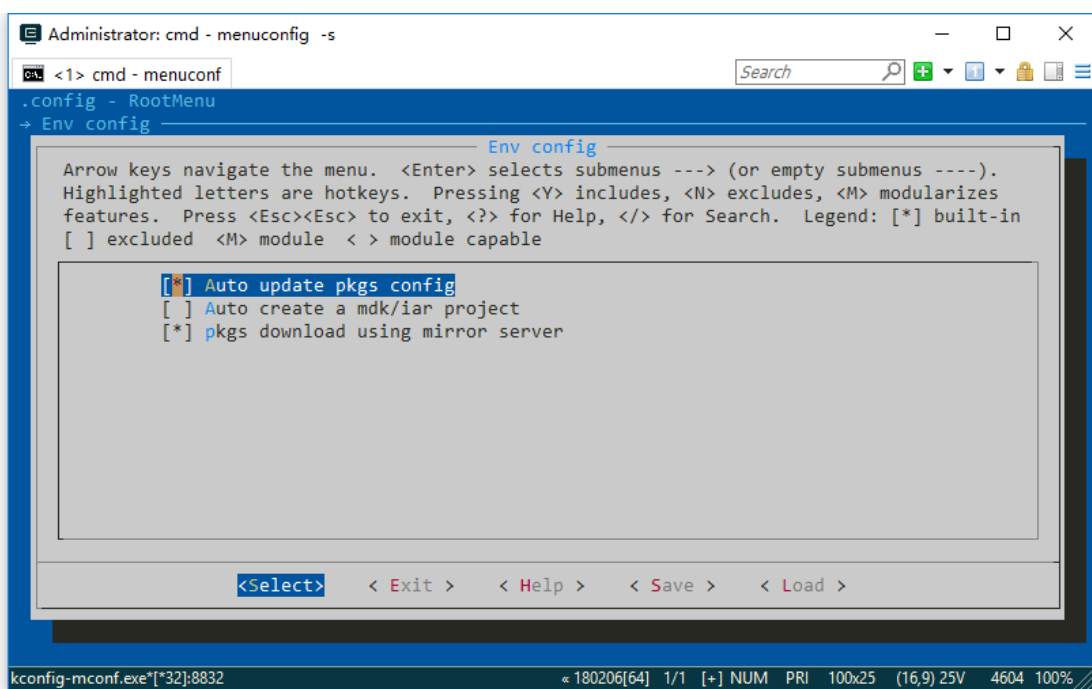 Administrator: cmd - menuconfig -s
<1> cmd - menuconf
Search
.config - RootMenu
→ Env config
Env config
Arrow keys navigate the menu.  <Enter> selects submenus ---> (or empty submenus ----).
Highlighted letters are hotkeys.  Pressing <Y> includes, <N> excludes, <M> modularizes
features.  Press <Esc><Esc> to exit, <?> for Help, </> for Search.  Legend: [*] built-in
[ ] excluded  <M> module  < > module capable
[*] Auto update pkgs config
[ ] Auto create a mdk/iar project
[*] pkgs download using mirror server
<Select>    < Exit >    < Help >    < Save >    < Load >
kconfig-mconf.exe*[*32]:8832 « 180206[64] 1/1 [+] NUM PRI 100x25 (16,9) 25V 4604 100%